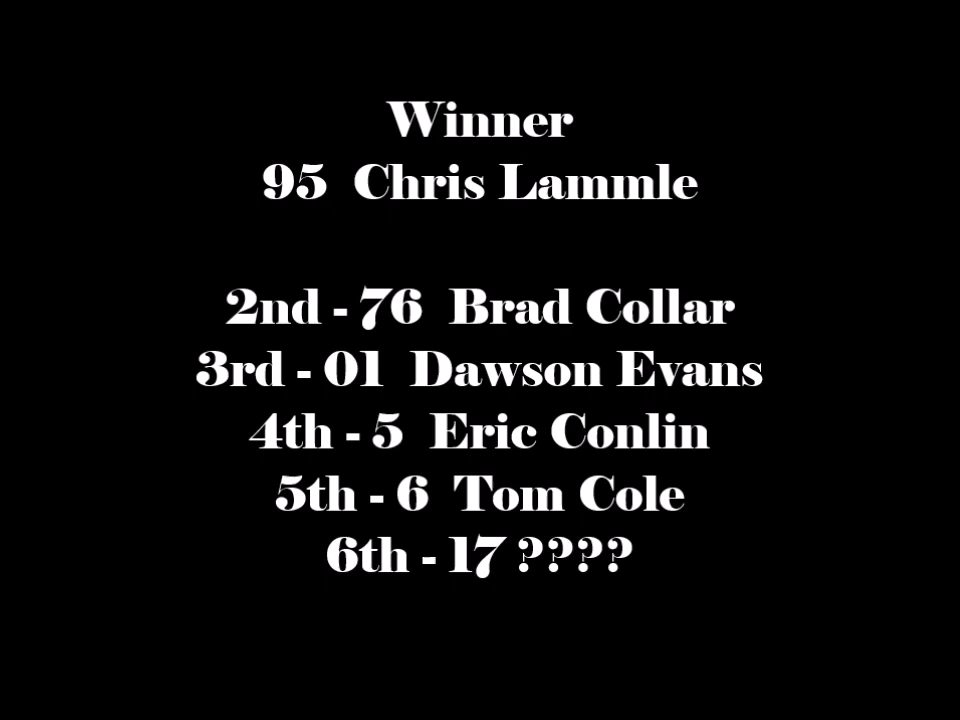 Winner
95 Chris Lammle
2nd - 76 Brad Collar
3rd - 01 Dawson Evans
4th - 5 Eric Conlin
5th - 6 Tom Cole
6th - 17 ????